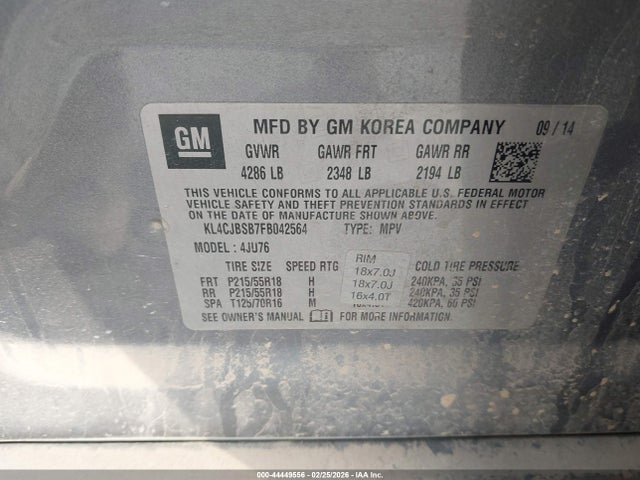 GM MFD BY GM KOREA COMPANY 09/14
GVWR GAWR FRT GAWR RR
4286 LB 2348 LB 2194 LB
THIS VEHICLE CONFORMS TO ALL APPLICABLE U.S. FEDERAL MOTOR
VEHICLE SAFETY AND THEFT PREVENTION STANDARDS IN EFFECT
ON THE DATE OF MANUFACTURE SHOWN ABOVE.
KL4CJBSB7FB042564 TYPE: MPV
MODEL : 4JU76
TIRE SIZE SPEED RTG RIM COLD TIRE PRESSURE
FRT P215/55R18 H 18x7.0J 240KPA, 35 PSI
RR P215/55R18 H 18x7.0J 240KPA, 35 PSI
SPA T125/70R16 M 16x4.0T 420KPA, 60 PSI
SEE OWNER'S MANUAL FOR MORE INFORMATION.
000-44449556 - 02/25/2026 - IAA Inc.